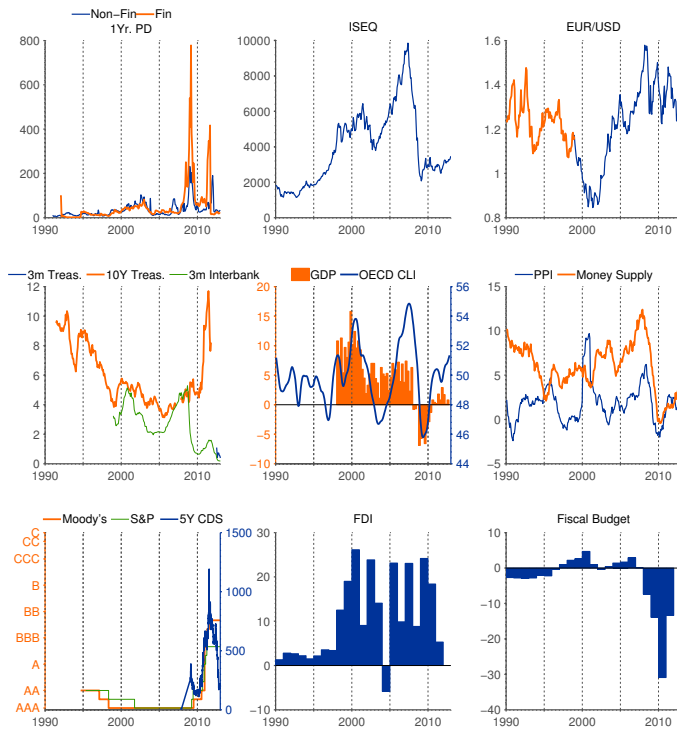 Non−Fin Fin
1Yr. PD
800
600
400
200
0
1990 2000 2010
ISEQ
10000
8000
6000
4000
2000
0
1990 2000 2010
EUR/USD
1.6
1.4
1.2
1
0.8
1990 2000 2010
3m Treas. 10Y Treas. 3m Interbank
12
10
8
6
4
2
0
1990 2000 2010
GDP OECD CLI
20 56
15 54
10 52
5 50
0 48
−5 46
−10 44
1990 2000 2010
PPI Money Supply
15
10
5
0
−5
1990 2000 2010
Moody's S&P 5Y CDS
C 1500
CC
CCC
B 1000
BB
BBB 500
A
AA
AAA 0
1990 2000 2010
FDI
30
20
10
0
−10
1990 2000 2010
Fiscal Budget
10
0
−10
−20
−30
−40
1990 2000 2010